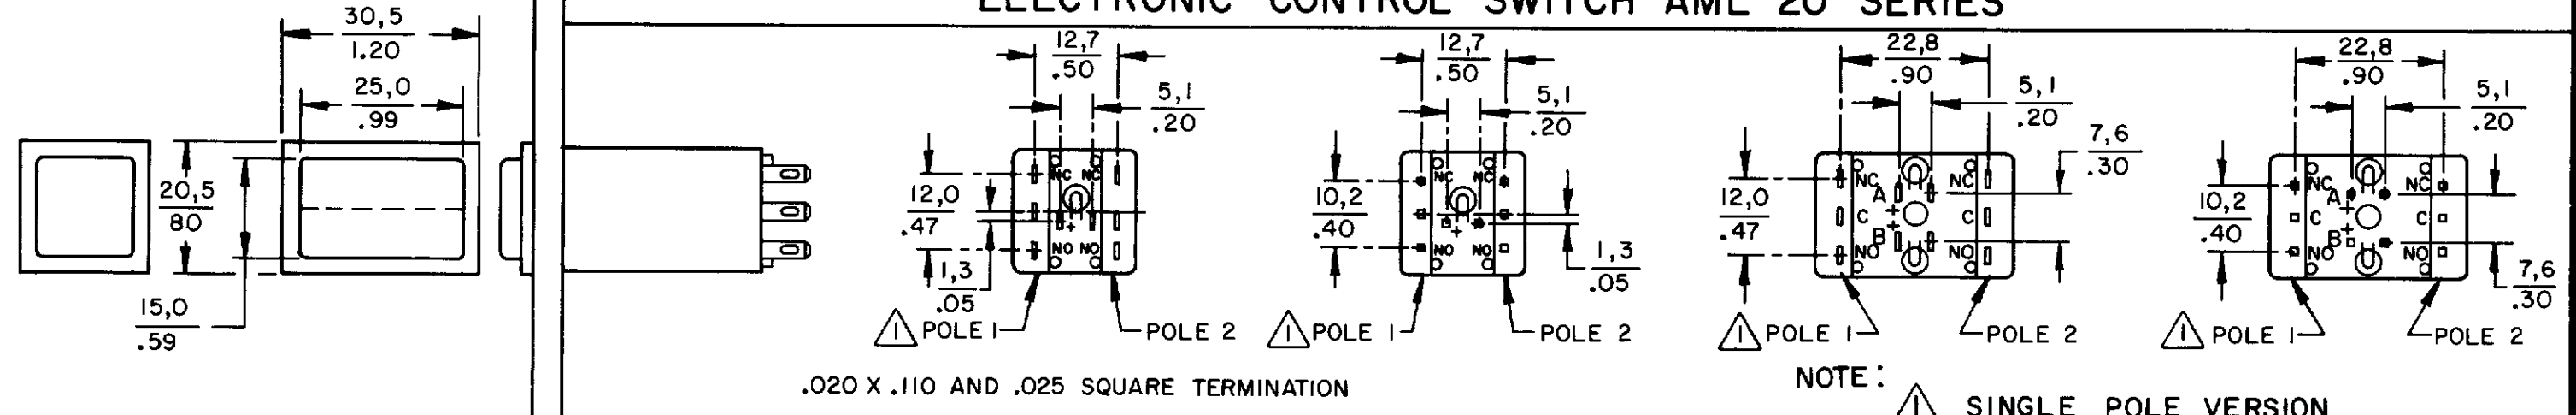 ELECTRONIC CONTROL SWITCH AML 20 SERIES
30,5
1.20
25,0
.99
20,5
80
15,0
.59
12,7
.50
5,1
.20
12,0
.47
1,3
.05
NC NC
+
NO NO
1 POLE 1
POLE 2
12,7
.50
5,1
.20
10,2
.40
1,3
.05
NC NC
+
NO NO
1 POLE 1
POLE 2
22,8
.90
5,1
.20
7,6
.30
12,0
.47
NC NC
A
+
C C
+
B
NO NO
1 POLE 1
POLE 2
22,8
.90
5,1
.20
10,2
.40
7,6
.30
NC NC
A
+
C C
+
B
NO NO
1 POLE 1
POLE 2
.020 X .110 AND .025 SQUARE TERMINATION
NOTE:
1 SINGLE POLE VERSION